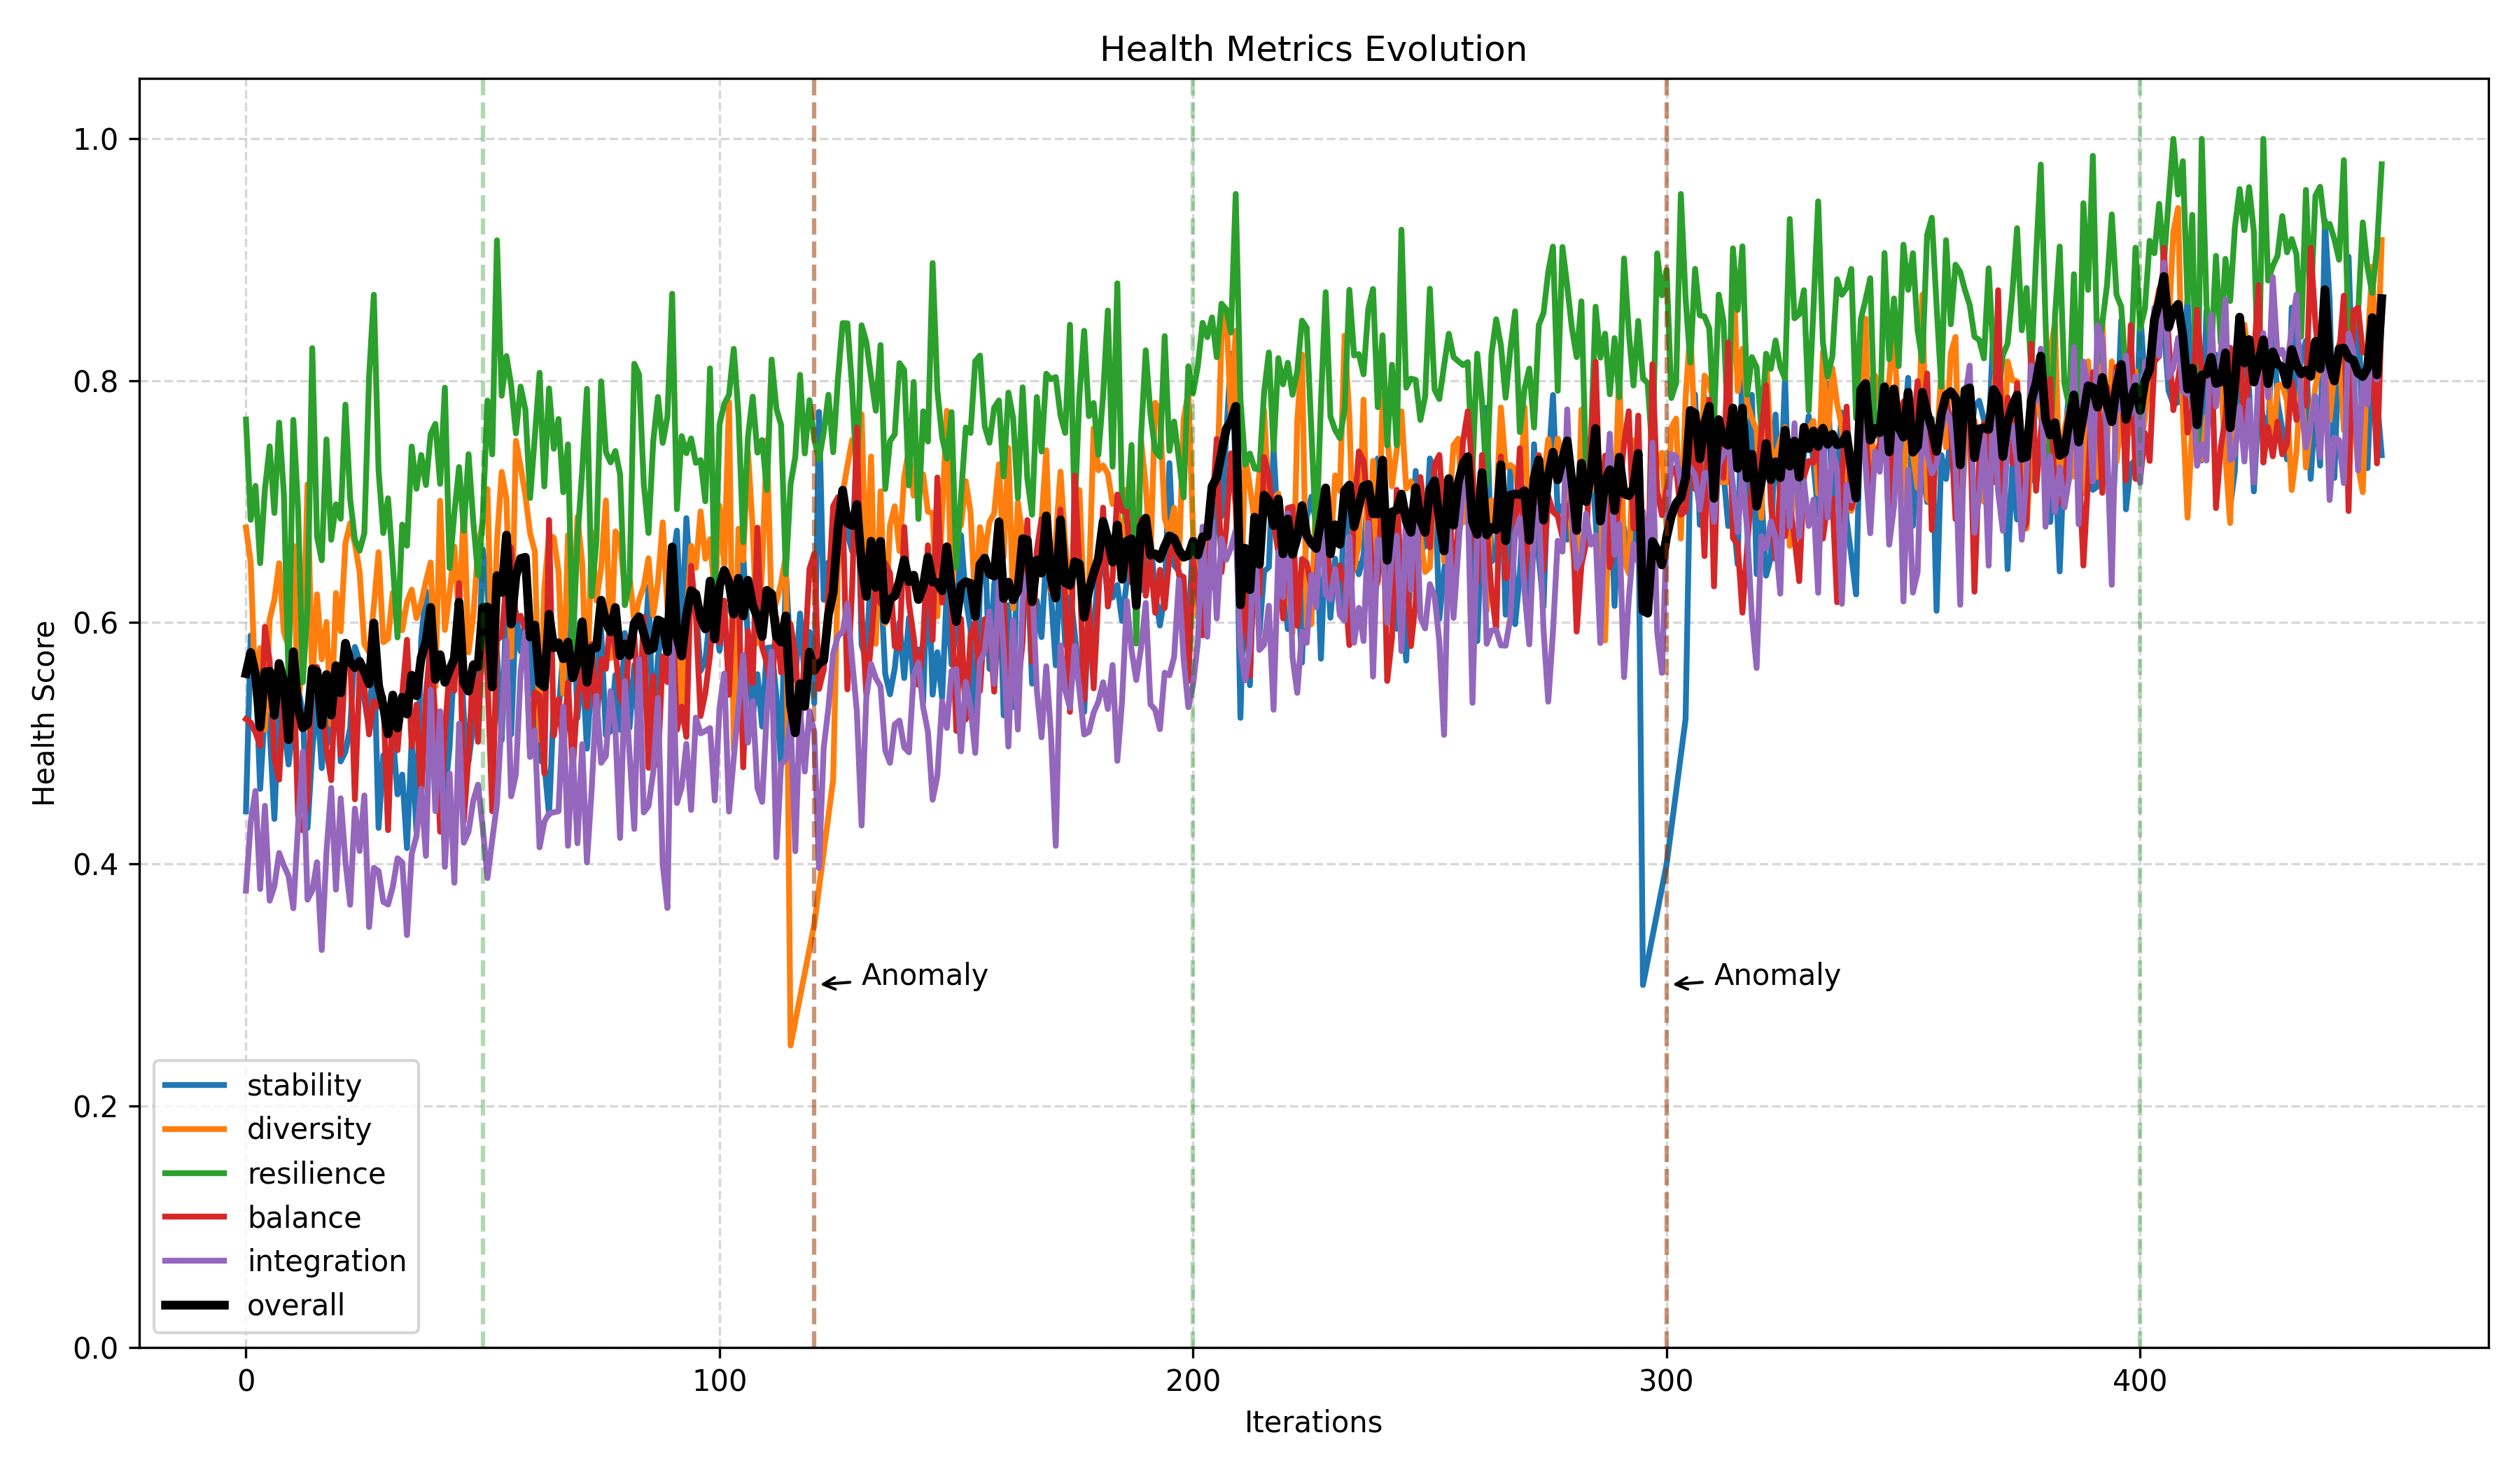 Health Metrics Evolution
1.0
0.8
0.6
0.4
0.2
0.0
Health Score
Anomaly
Anomaly
stability
diversity
resilience
balance
integration
overall
0
100
200
300
400
Iterations